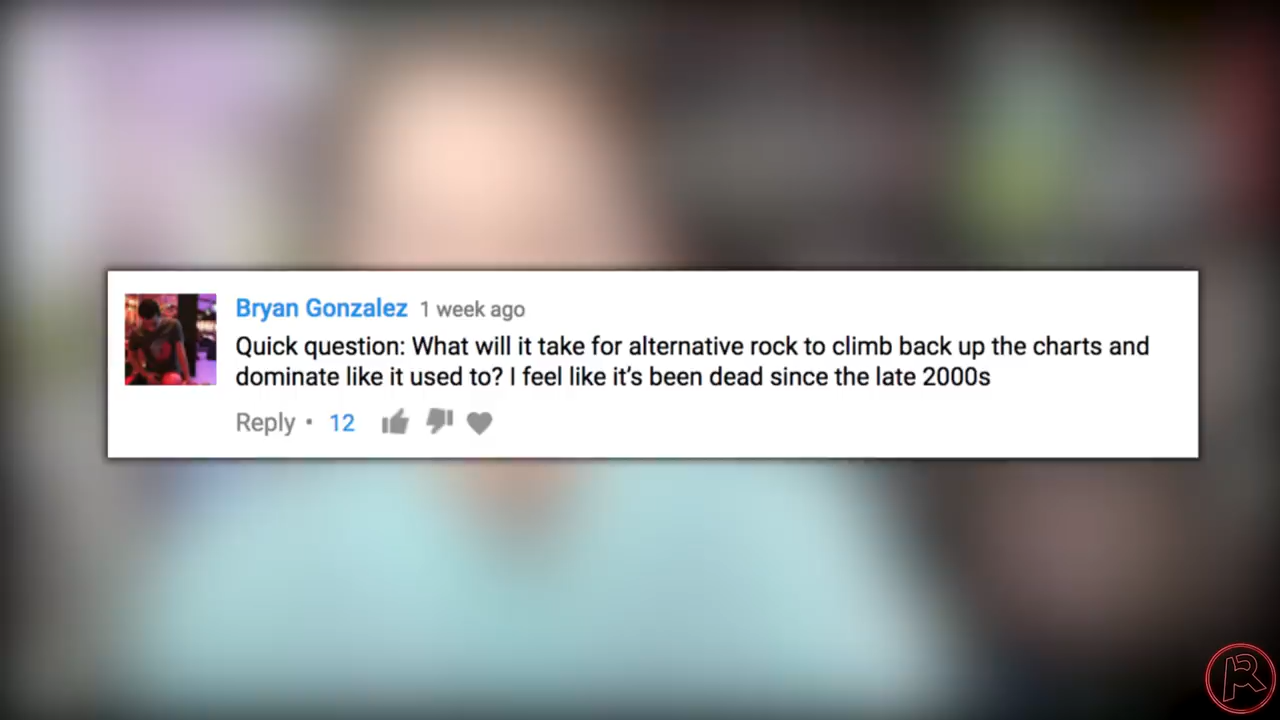 Bryan Gonzalez 1 week ago
Quick question: What will it take for alternative rock to climb back up the charts and
dominate like it used to? I feel like it's been dead since the late 2000s
Reply • 12